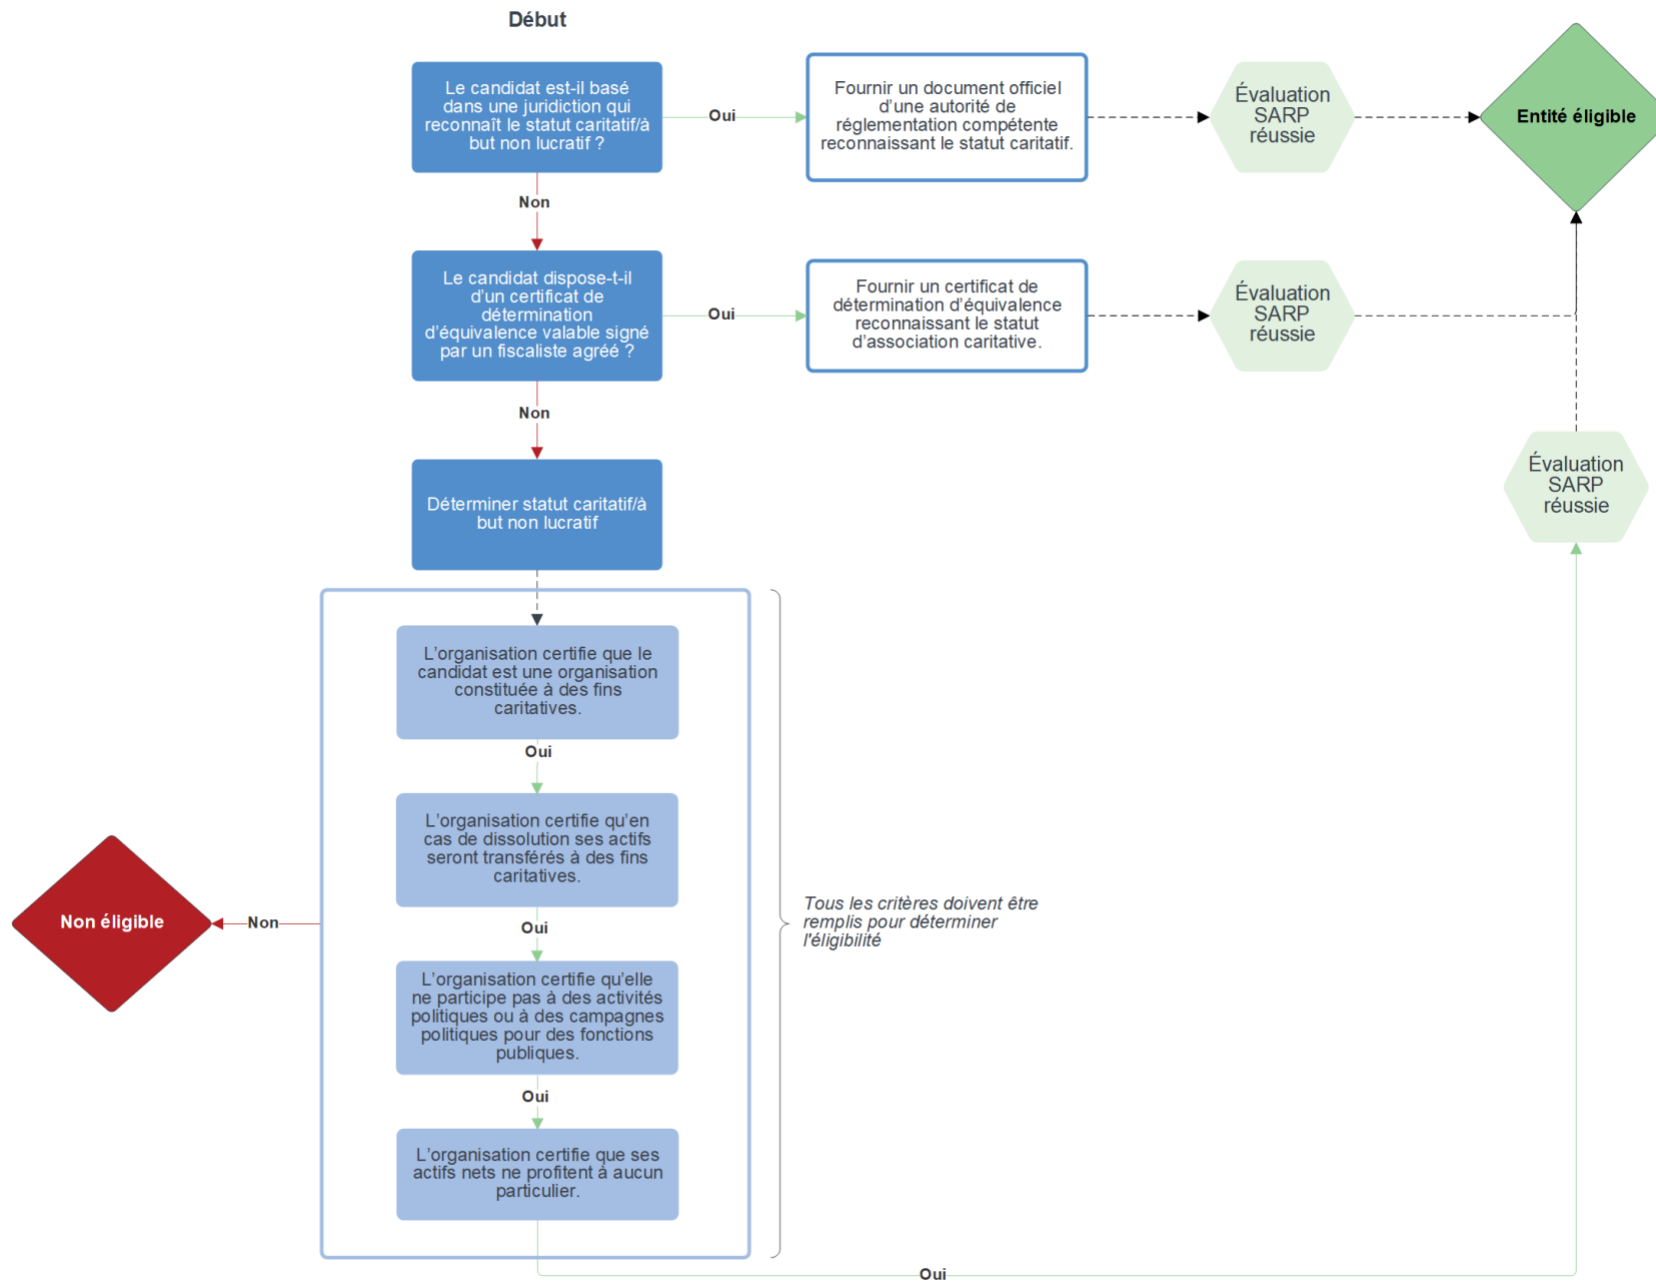 Début
Le candidat est-il basé
dans une juridiction qui
reconnaît le statut caritatif/à
but non lucratif ?
Oui
Fournir un document officiel
d'une autorité de
réglementation compétente
reconnaissant le statut caritatif.
Évaluation
SARP
réussie
Entité éligible
Non
Le candidat dispose-t-il
d'un certificat de
détermination
d'équivalence valable signé
par un fiscaliste agréé ?
Oui
Fournir un certificat de
détermination d'équivalence
reconnaissant le statut
d'association caritative.
Évaluation
SARP
réussie
Non
Déterminer statut caritatif/à
but non lucratif
Évaluation
SARP
réussie
L'organisation certifie que le
candidat est une organisation
constituée à des fins
caritatives.
Oui
L'organisation certifie qu'en
cas de dissolution ses actifs
seront transférés à des fins
caritatives.
Non éligible
Non
Tous les critères doivent être
remplis pour déterminer
l'éligibilité
Oui
L'organisation certifie qu'elle
ne participe pas à des activités
politiques ou à des campagnes
politiques pour des fonctions
publiques.
Oui
L'organisation certifie que ses
actifs nets ne profitent à aucun
particulier.
Oui